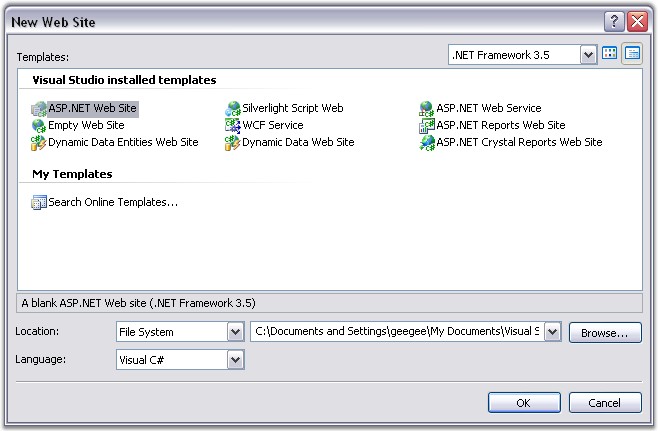 New Web Site
Templates:
.NET Framework 3.5
Visual Studio installed templates
ASP.NET Web Site
Silverlight Script Web
ASP.NET Web Service
Empty Web Site
WCF Service
ASP.NET Reports Web Site
Dynamic Data Entities Web Site
Dynamic Data Web Site
ASP.NET Crystal Reports Web Site
My Templates
Search Online Templates...
A blank ASP.NET Web site (.NET Framework 3.5)
Location:
File System
C:\Documents and Settings\geegee\My Documents\Visual S
Browse...
Language:
Visual C#
OK
Cancel